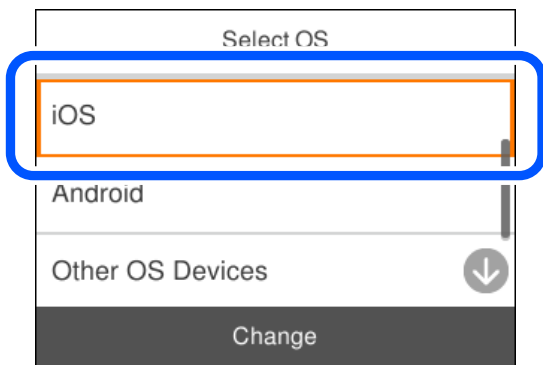 Select OS
iOS
Android
Other OS Devices
Change